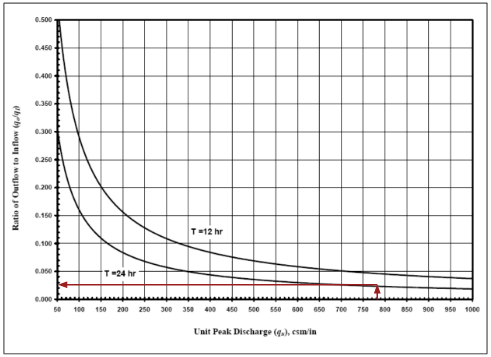 0.500
0.450
0.400
0.350
0.300
0.250
0.200
0.150
0.100
0.050
0.000
Ratio of Outflow to Inflow (qo/qi)
T =12 hr
T =24 hr
50 100 150 200 250 300 350 400 450 500 550 600 650 700 750 800 850 900 950 1000
Unit Peak Discharge (qu), csm/in